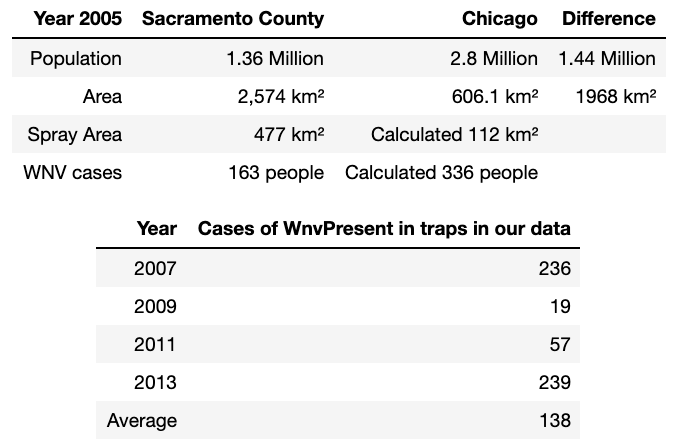 Year 2005 Sacramento County Chicago Difference
Population 1.36 Million 2.8 Million 1.44 Million
Area 2,574 km² 606.1 km² 1968 km²
Spray Area 477 km² Calculated 112 km²
WNV cases 163 people Calculated 336 people
Year Cases of WnvPresent in traps in our data
2007 236
2009 19
2011 57
2013 239
Average 138